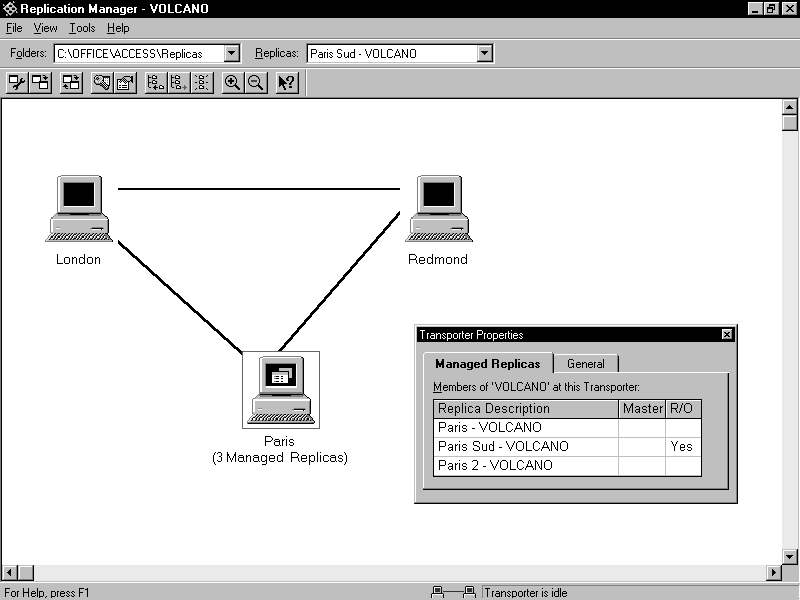 Replication Manager - VOLCANO
File View Tools Help
Folders: C:\OFFICE\ACCESS\Replicas Replicas: Paris Sud - VOLCANO
London
Redmond
Paris
(3 Managed Replicas)
Transporter Properties
Managed Replicas General
Members of 'VOLCANO' at this Transporter:
Replica Description Master R/O
Paris - VOLCANO
Paris Sud - VOLCANO Yes
Paris 2 - VOLCANO
For Help, press F1 Transporter is idle